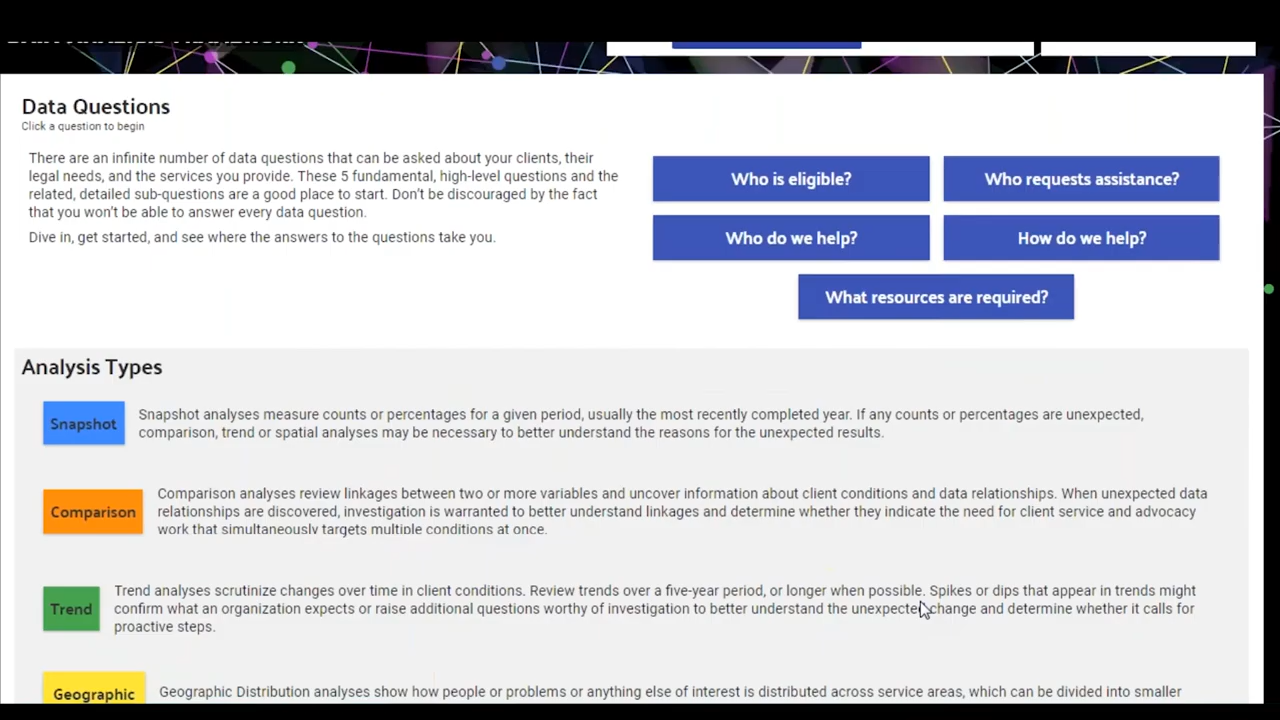 Data Questions
Click a question to begin
There are an infinite number of data questions that can be asked about your clients, their
legal needs, and the services you provide. These 5 fundamental, high-level questions and the
related, detailed sub-questions are a good place to start. Don't be discouraged by the fact
that you won't be able to answer every data question.
Dive in, get started, and see where the answers to the questions take you.
Who is eligible?
Who requests assistance?
Who do we help?
How do we help?
What resources are required?
Analysis Types
Snapshot
Snapshot analyses measure counts or percentages for a given period, usually the most recently completed year. If any counts or percentages are unexpected,
comparison, trend or spatial analyses may be necessary to better understand the reasons for the unexpected results.
Comparison
Comparison analyses review linkages between two or more variables and uncover information about client conditions and data relationships. When unexpected data
relationships are discovered, investigation is warranted to better understand linkages and determine whether they indicate the need for client service and advocacy
work that simultaneously targets multiple conditions at once.
Trend
Trend analyses scrutinize changes over time in client conditions. Review trends over a five-year period, or longer when possible. Spikes or dips that appear in trends might
confirm what an organization expects or raise additional questions worthy of investigation to better understand the unexpected change and determine whether it calls for
proactive steps.
Geographic
Geographic Distribution analyses show how people or problems or anything else of interest is distributed across service areas, which can be divided into smaller